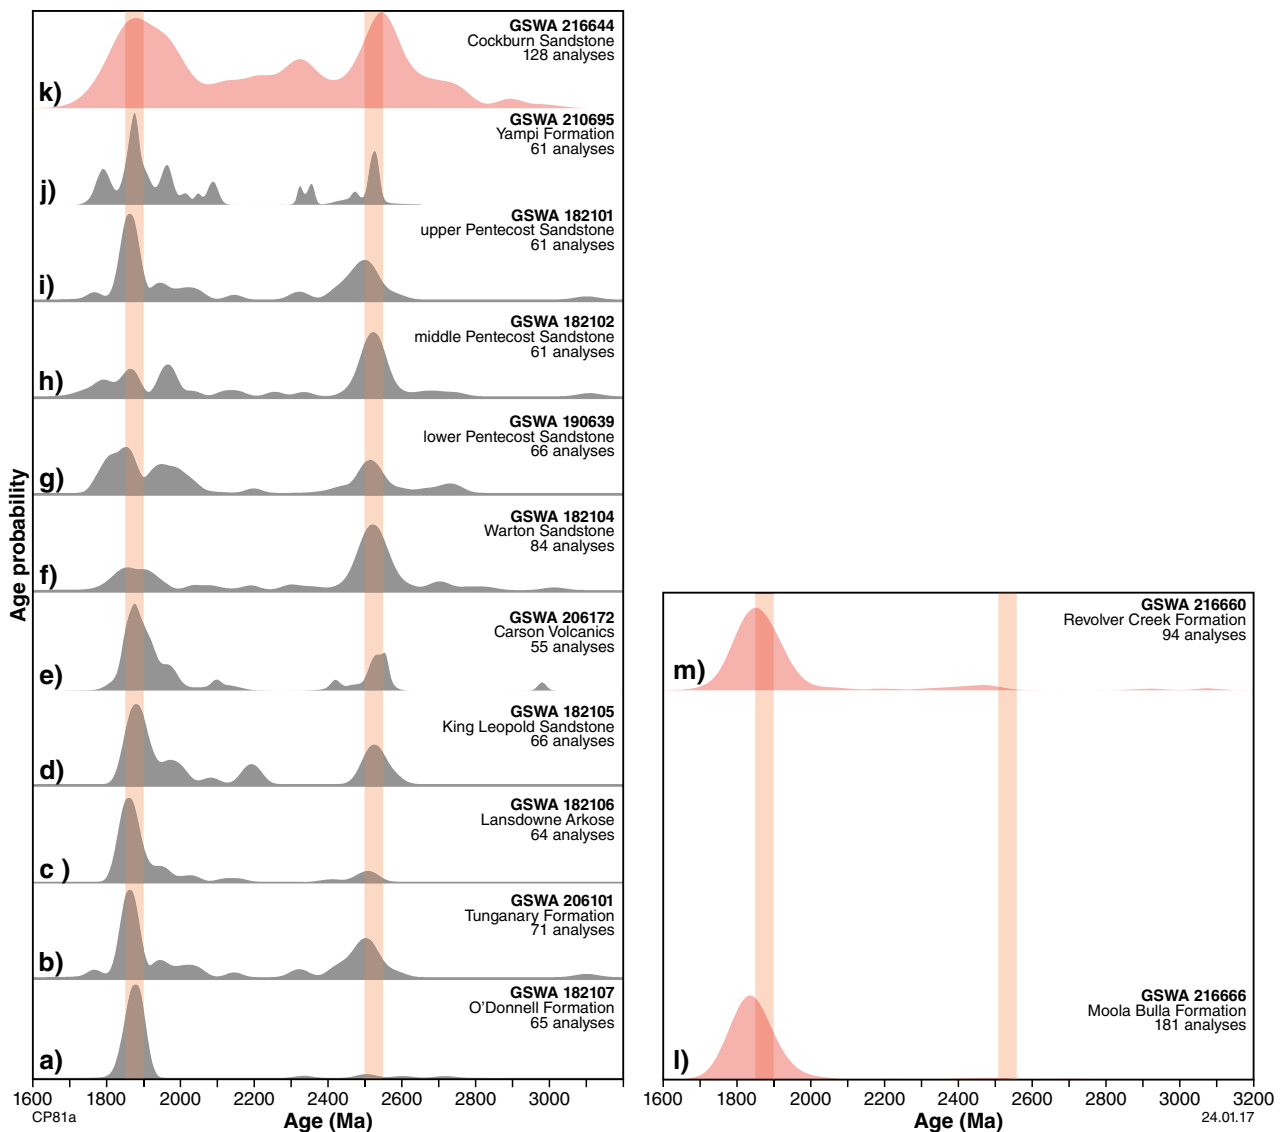 GSWA 216644
Cockburn Sandstone
128 analyses
k)
GSWA 210695
Yampi Formation
61 analyses
j)
GSWA 182101
upper Pentecost Sandstone
61 analyses
i)
GSWA 182102
middle Pentecost Sandstone
61 analyses
h)
GSWA 190639
lower Pentecost Sandstone
66 analyses
g)
GSWA 182104
Warton Sandstone
84 analyses
f)
GSWA 206172
Carson Volcanics
55 analyses
e)
GSWA 182105
King Leopold Sandstone
66 analyses
d)
GSWA 182106
Lansdowne Arkose
64 analyses
c )
GSWA 206101
Tunganary Formation
71 analyses
b)
GSWA 182107
O'Donnell Formation
65 analyses
a)
Age probability
1600 1800 2000 2200 2400 2600 2800 3000
Age (Ma)
CP81a
GSWA 216660
Revolver Creek Formation
94 analyses
m)
GSWA 216666
Moola Bulla Formation
181 analyses
l)
1600 1800 2000 2200 2400 2600 2800 3000 3200
Age (Ma)
24.01.17